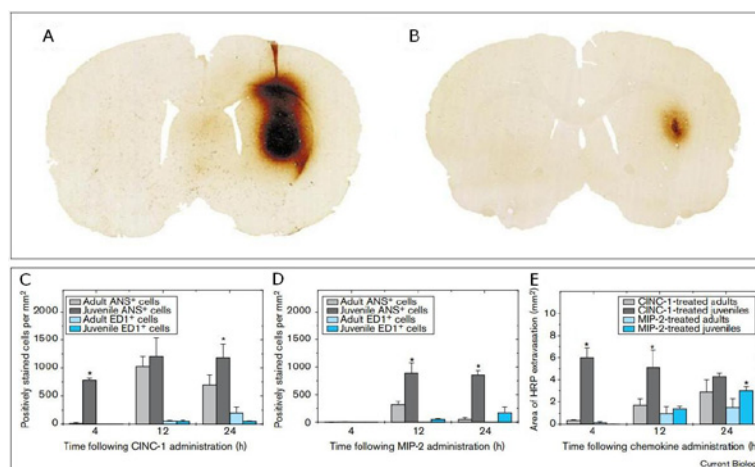 A
B
C
Adult ANS+ cells
Juvenile ANS+ cells
Adult ED1+ cells
Juvenile ED1+ cells
Positively stained cells per mm2
2000
1500
1000
500
0
*
*
4
12
24
Time following CINC-1 administration (h)
D
Adult ANS+ cells
Juvenile ANS+ cells
Adult ED1+ cells
Juvenile ED1+ cells
Positively stained cells per mm2
2000
1500
1000
500
0
*
*
4
12
24
Time following MIP-2 administration (h)
E
CINC-1-treated adults
CINC-1-treated juveniles
MIP-2-treated adults
MIP-2-treated juveniles
Area of HRP extravasation (mm2)
10
8
6
4
2
0
*
*
*
4
12
24
Time following chemokine administration (h)
Current Biology